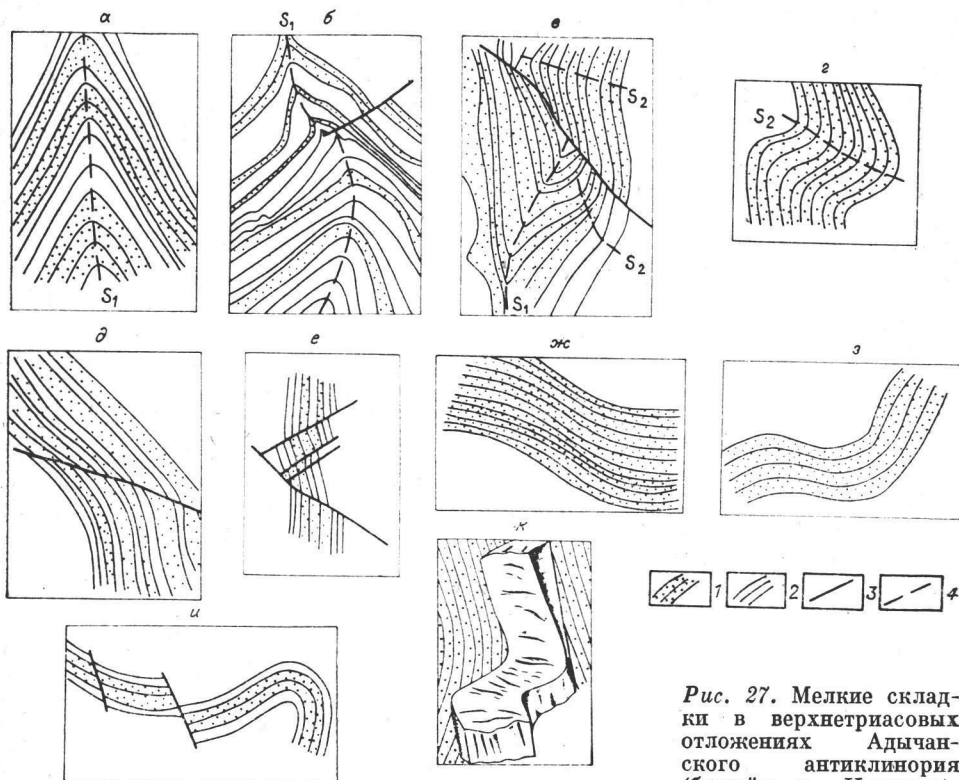 а
S₁ б
в
г
S₂
S₂
S₁
S₁
S₂
д
е
ж
з
к
1 2 3 4
и
Рис. 27. Мелкие склад-
ки в верхнетриасовых
отложениях Адычан-
ского антиклинория